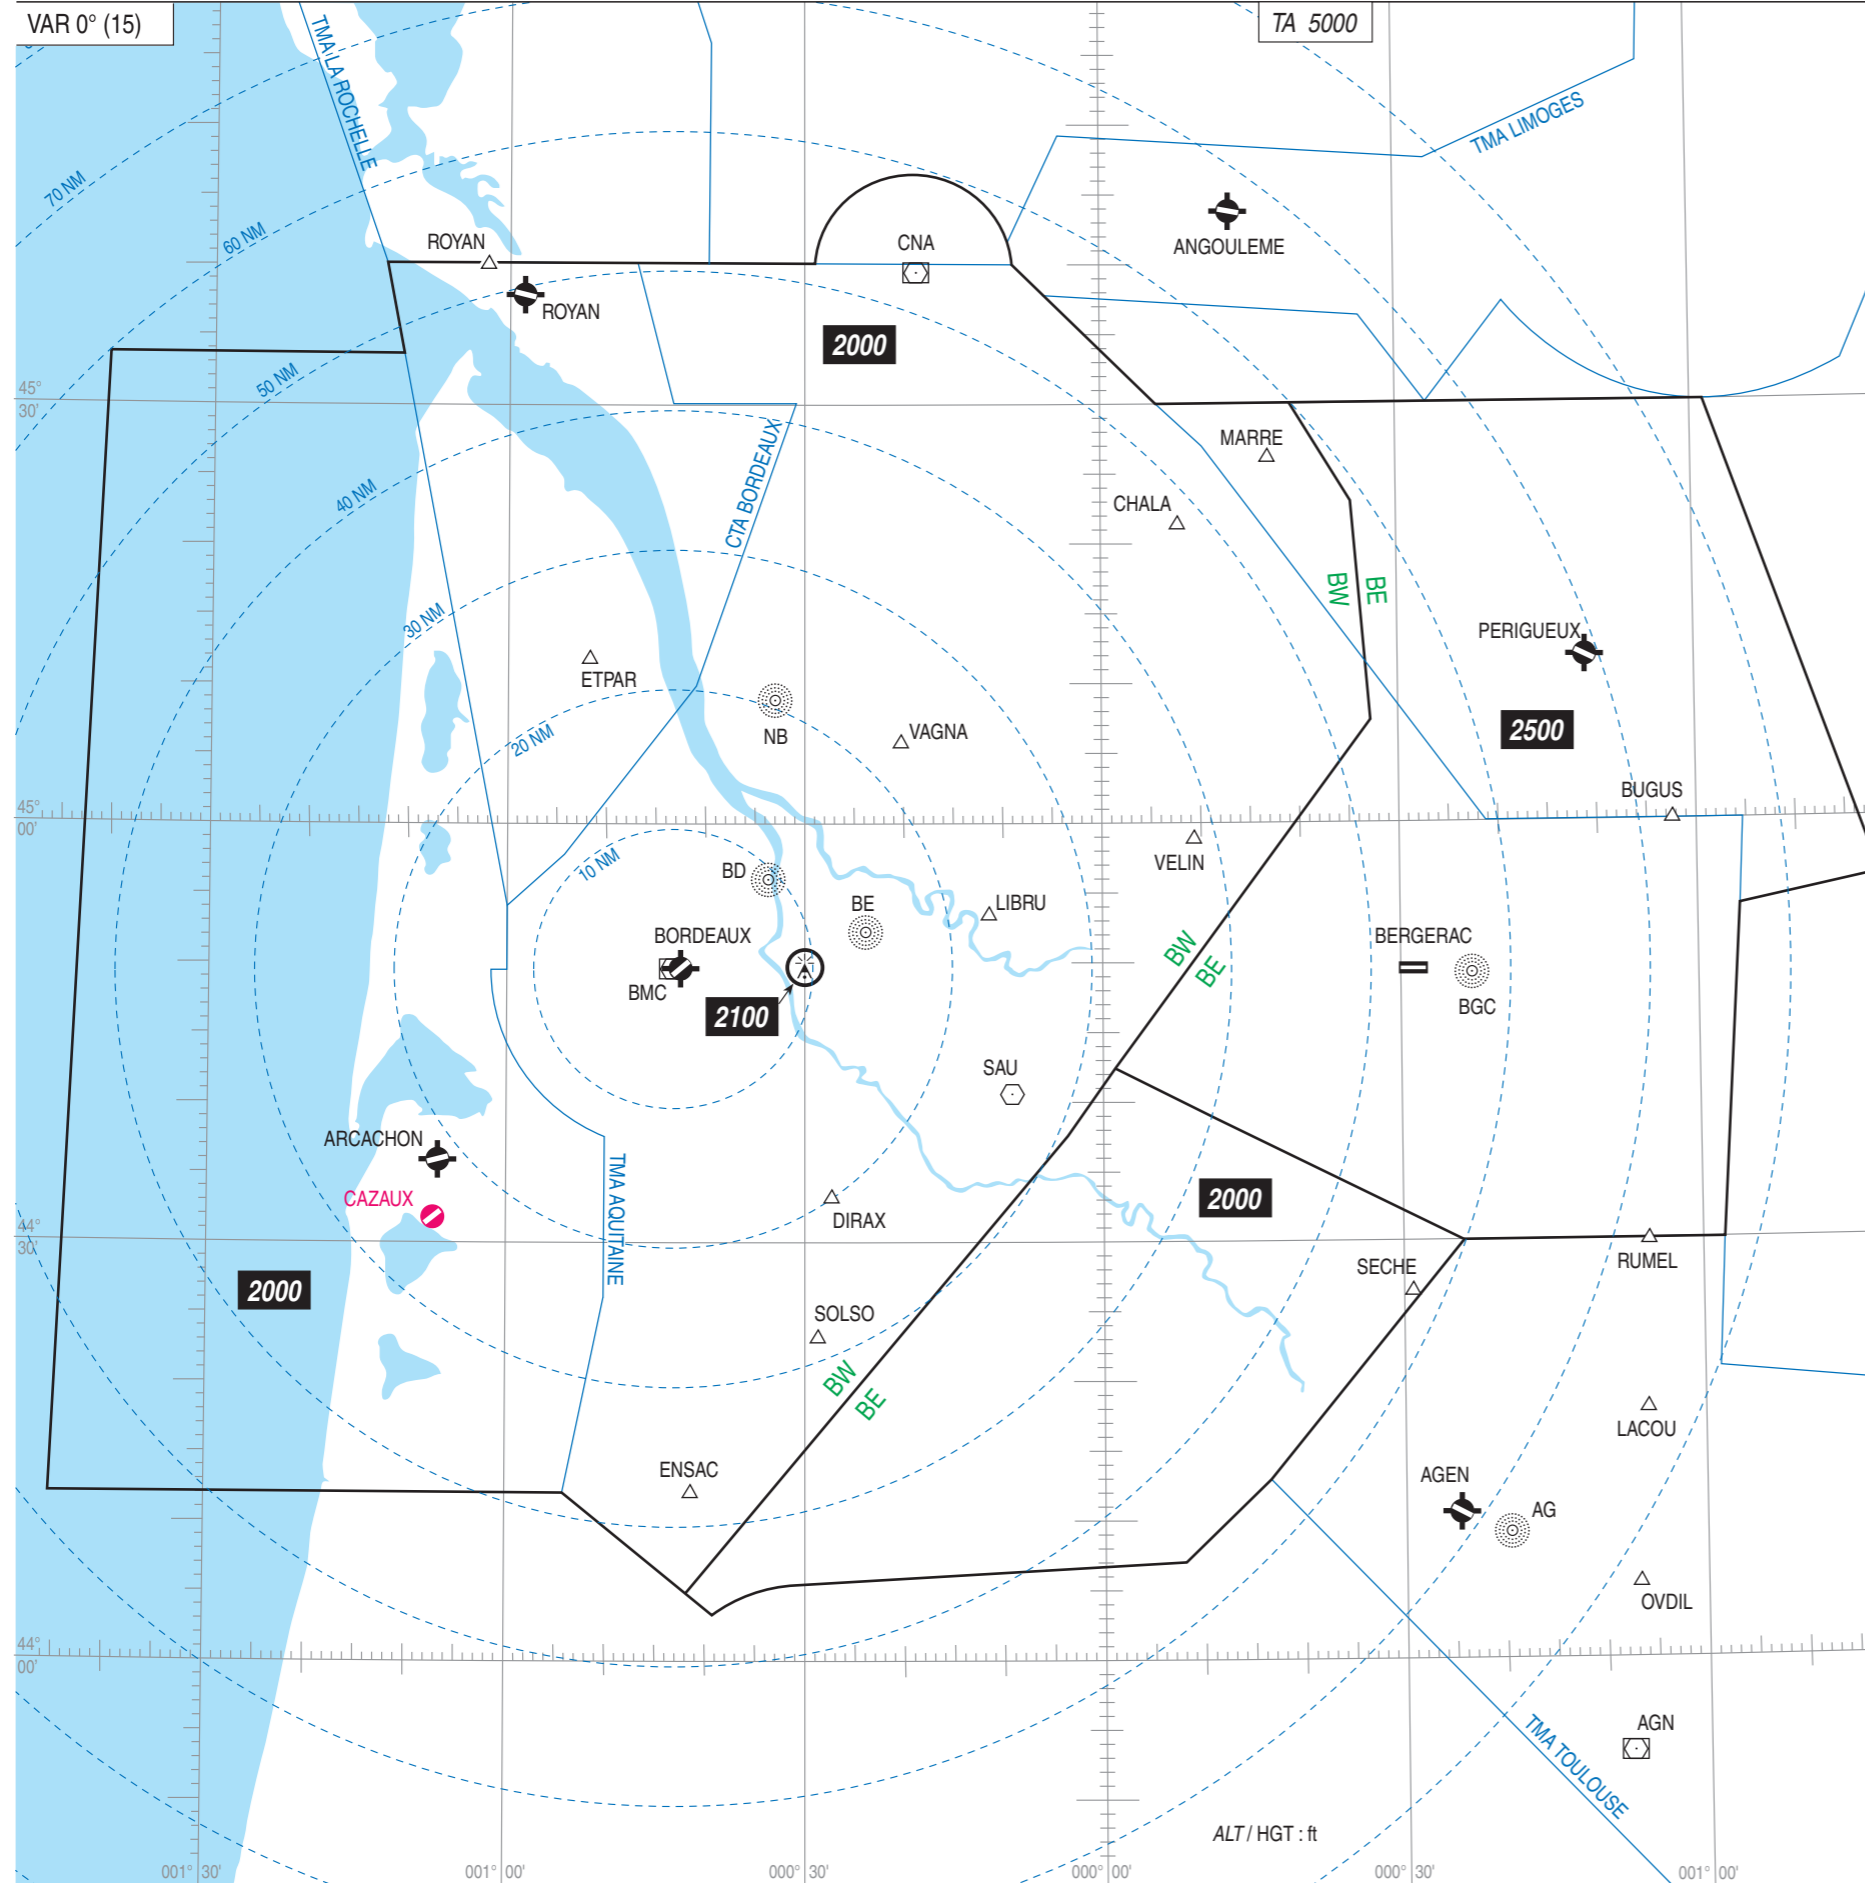 VAR 0° (15)
TA 5000
TMA LA ROCHELLE
TMA LIMOGES
70 NM
60 NM
ROYAN
CNA
ANGOULEME
ROYAN
2000
50 NM
45°
30'
CTA BORDEAUX
MARRE
40 NM
CHALA
BW
BE
30 NM
PERIGUEUX
ETPAR
20 NM
NB
VAGNA
2500
BUGUS
45°
00'
10 NM
VELIN
BD
BE
LIBRU
BORDEAUX
BW
BE
BERGERAC
BMC
2100
BGC
SAU
ARCACHON
TMA AQUITAINE
CAZAUX
2000
DIRAX
44°
30'
RUMEL
SECHE
2000
SOLSO
BW
BE
LACOU
ENSAC
AGEN
AG
OVDIL
44°
00'
AGN
TMA TOULOUSE
ALT / HGT : ft
001° 30'
001° 00'
000° 30'
000° 00'
000° 30'
001° 00'